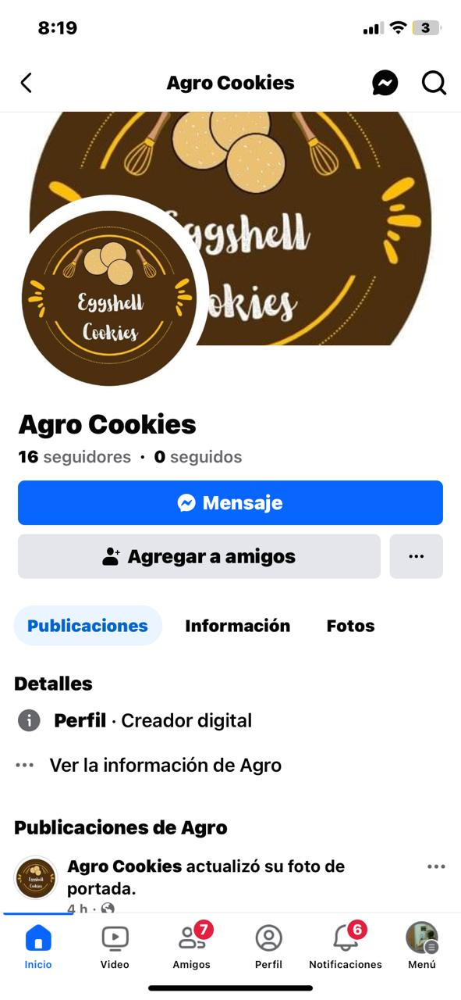 8:19
3
Agro Cookies
Eggshell
Cookies
Eggshell
Cookies
Agro Cookies
16 seguidores · 0 seguidos
Mensaje
Agregar a amigos
Publicaciones
Información
Fotos
Detalles
Perfil · Creador digital
Ver la información de Agro
Publicaciones de Agro
Agro Cookies actualizó su foto de
portada.
Eggshell
Cookies
4 h ·
7
6
Inicio
Video
Amigos
Perfil
Notificaciones
Menú